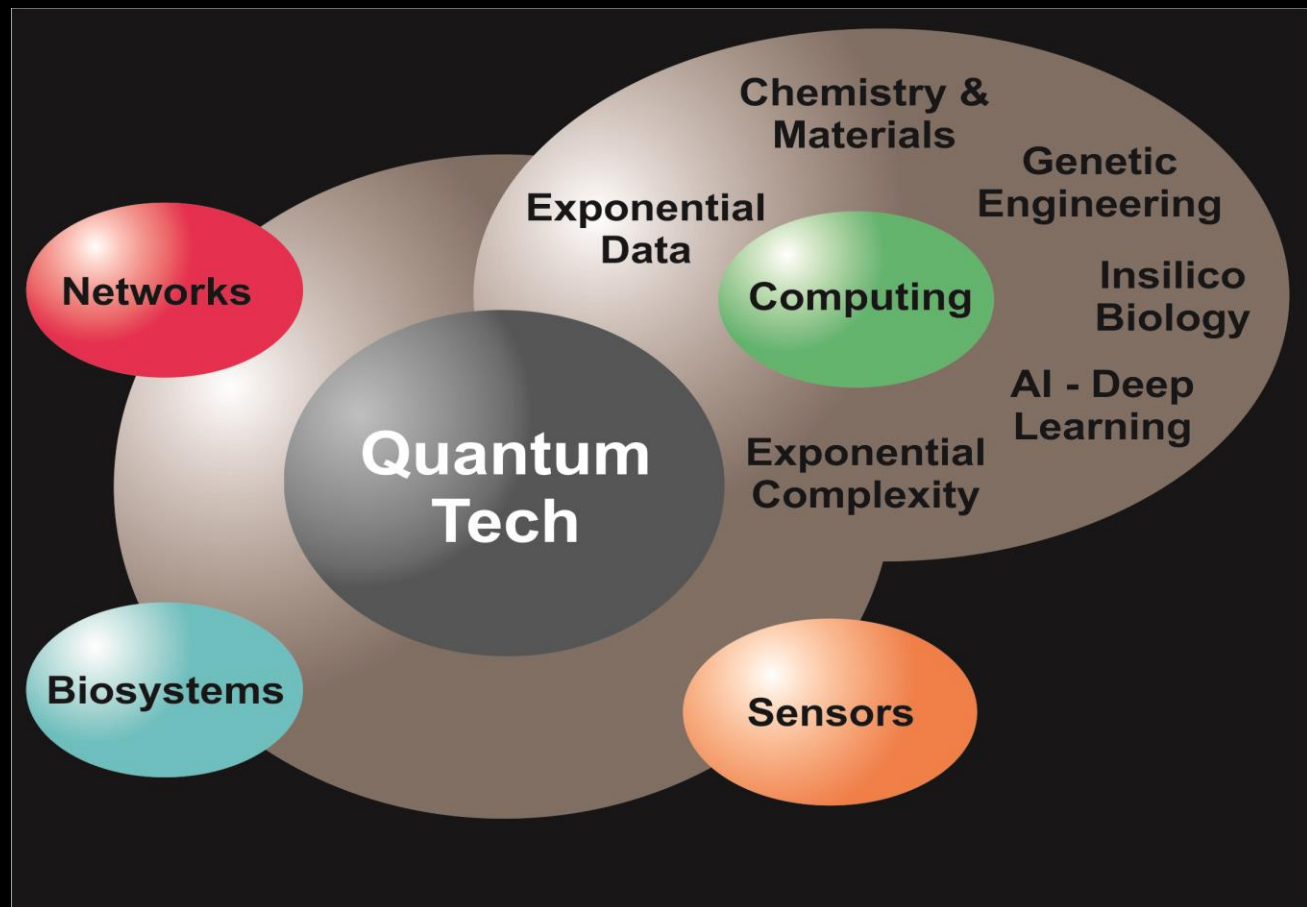 Chemistry &
Materials
Genetic
Engineering
Exponential
Data
Networks
Computing
Insilico
Biology
AI - Deep
Learning
Quantum
Tech
Exponential
Complexity
Biosystems
Sensors